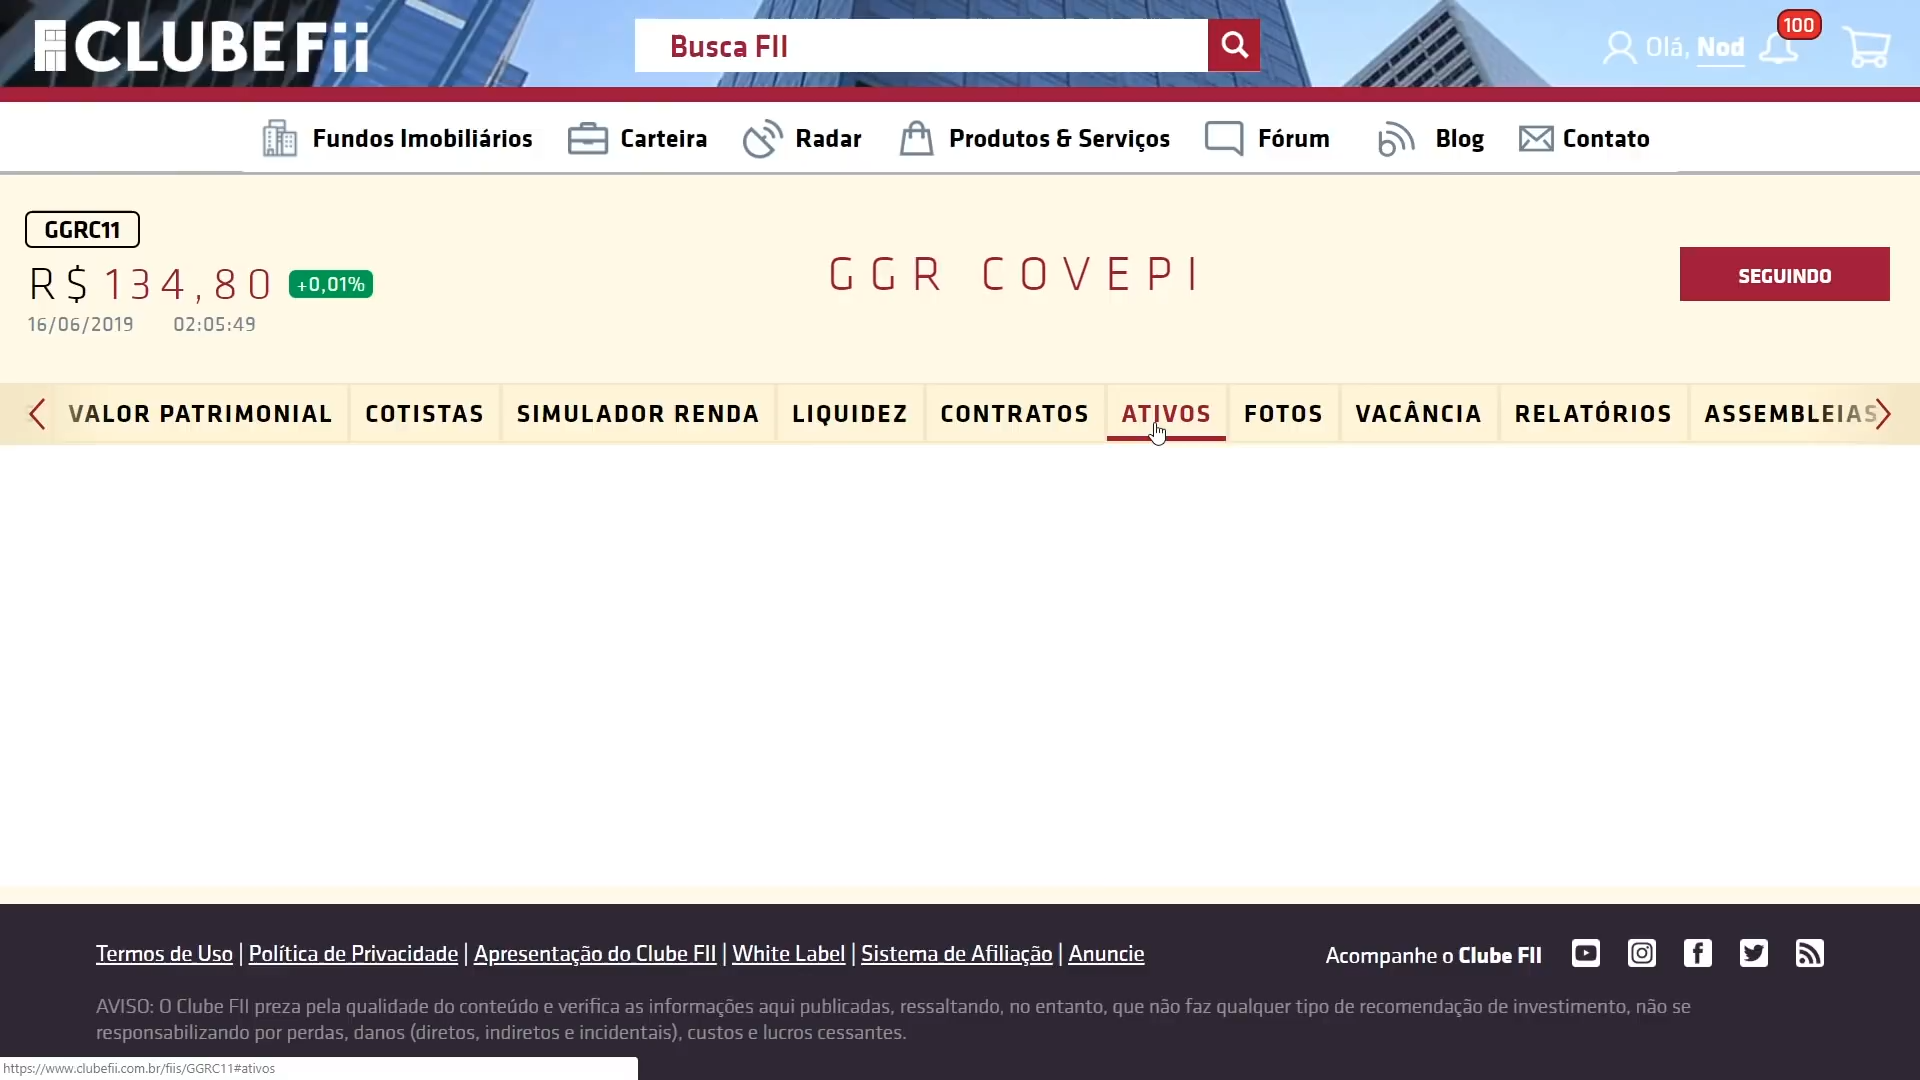 CLUBEFii
Busca FII
Olá, Nod
100
Fundos Imobiliários
Carteira
Radar
Produtos & Serviços
Fórum
Blog
Contato
GGRC11
R$ 134,80 +0,01%
16/06/2019 02:05:49
GGR COVEPI
SEGUINDO
VALOR PATRIMONIAL
COTISTAS
SIMULADOR RENDA
LIQUIDEZ
CONTRATOS
ATIVOS
FOTOS
VACÂNCIA
RELATÓRIOS
ASSEMBLEIAS
Termos de Uso | Política de Privacidade | Apresentação do Clube FII | White Label | Sistema de Afiliação | Anuncie
Acompanhe o Clube FII
AVISO: O Clube FII preza pela qualidade do conteúdo e verifica as informações aqui publicadas, ressaltando, no entanto, que não faz qualquer tipo de recomendação de investimento, não se
responsabilizando por perdas, danos (diretos, indiretos e incidentais), custos e lucros cessantes.
https://www.clubefii.com.br/fiis/GGRC11#ativos